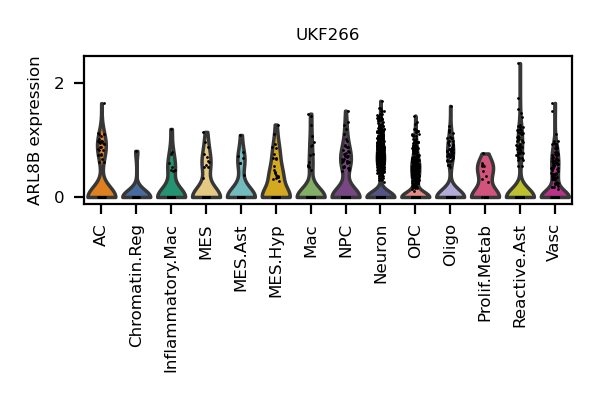 UKF266
ARL8B expression
2
0
AC
Chromatin.Reg
Inflammatory.Mac
MES
MES.Ast
MES.Hyp
Mac
NPC
Neuron
OPC
Oligo
Prolif.Metab
Reactive.Ast
Vasc